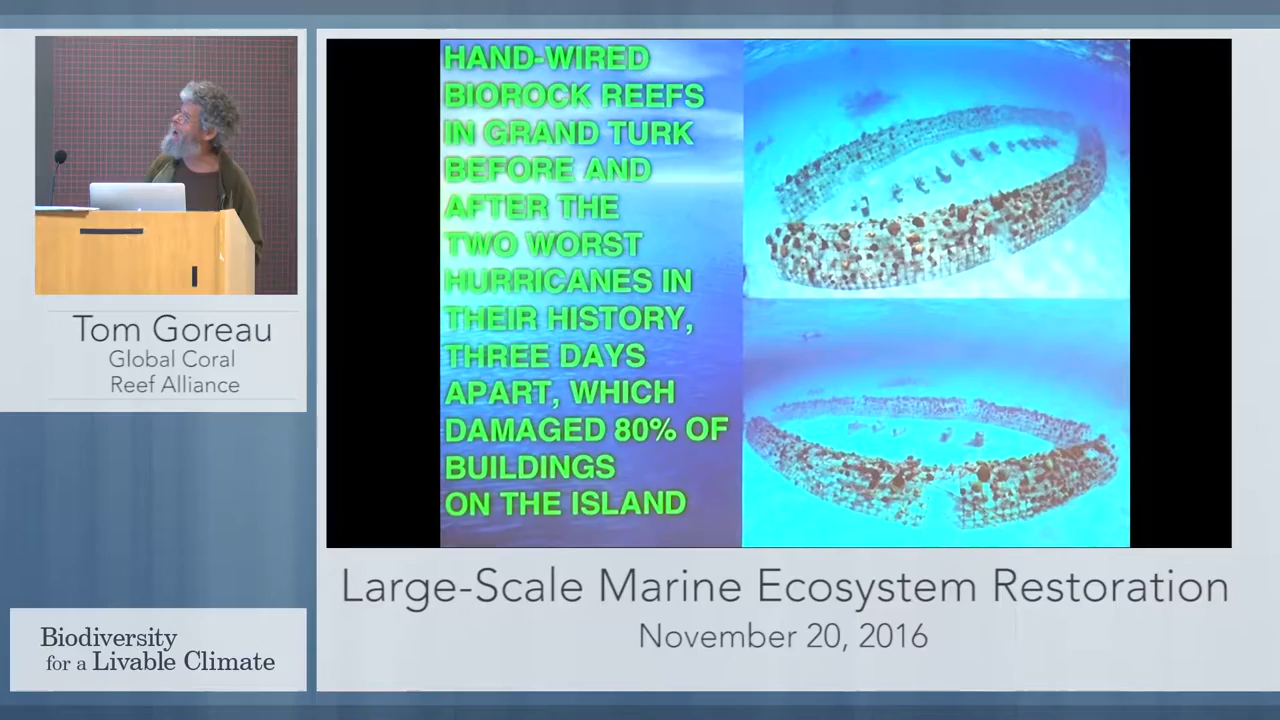 HAND-WIRED
BIOROCK REEFS
IN GRAND TURK
BEFORE AND
AFTER THE
TWO WORST
HURRICANES IN
THEIR HISTORY,
THREE DAYS
APART, WHICH
DAMAGED 80% OF
BUILDINGS
ON THE ISLAND
Tom Goreau
Global Coral
Reef Alliance
Large-Scale Marine Ecosystem Restoration
November 20, 2016
Biodiversity
for a Livable Climate